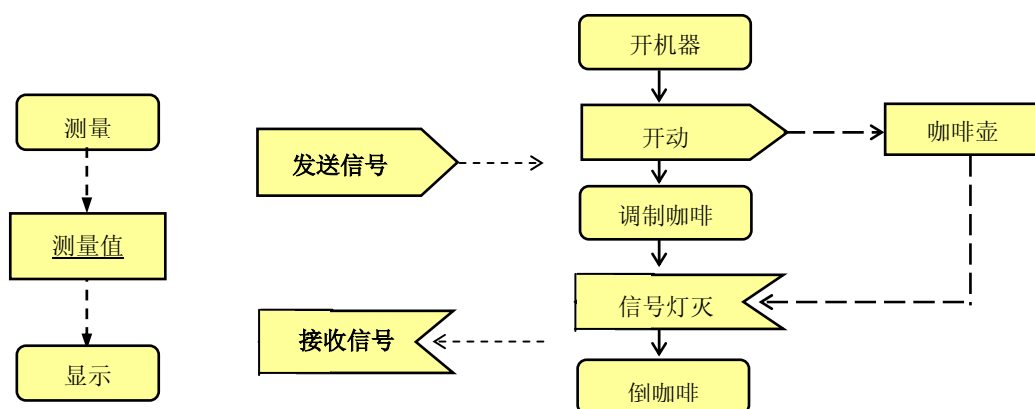 测量
测量值
显示
发送信号
接收信号
开机器
开动
咖啡壶
调制咖啡
信号灯灭
倒咖啡